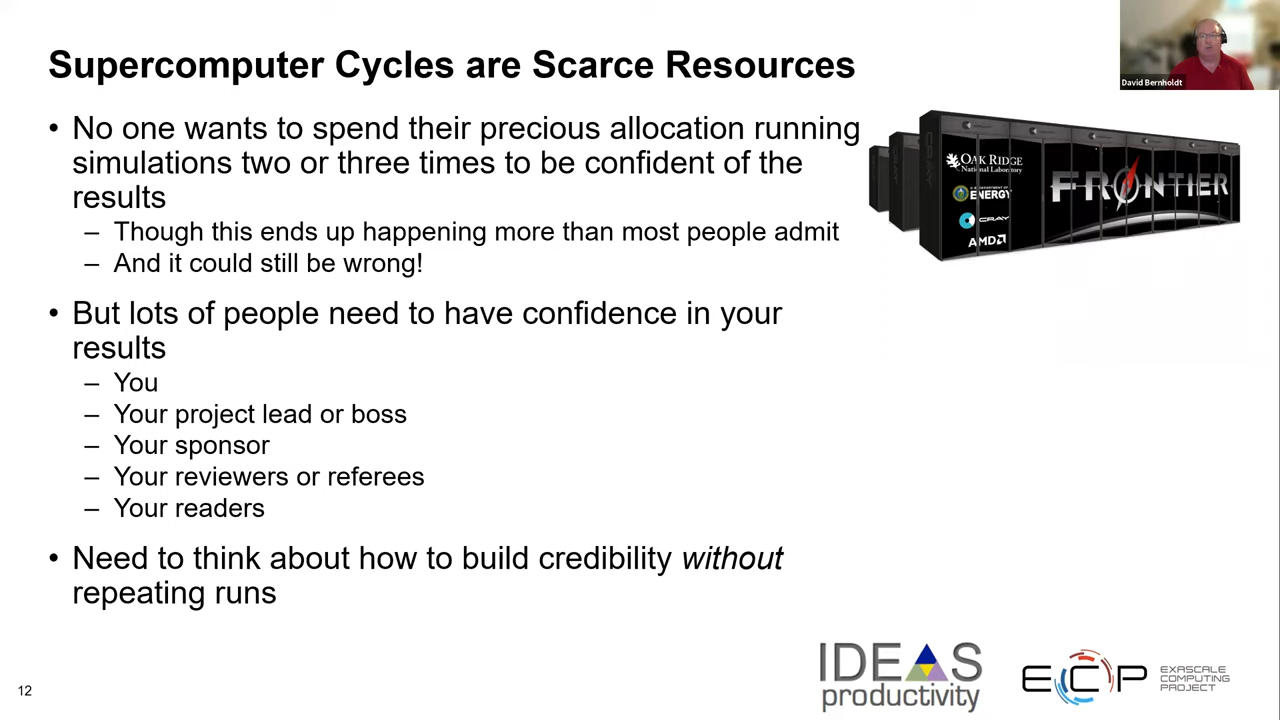 Supercomputer Cycles are Scarce Resources
David Bernholdt
• No one wants to spend their precious allocation running
simulations two or three times to be confident of the
results
– Though this ends up happening more than most people admit
– And it could still be wrong!
• But lots of people need to have confidence in your
results
– You
– Your project lead or boss
– Your sponsor
– Your reviewers or referees
– Your readers
• Need to think about how to build credibility without
repeating runs
OAK RIDGE
National Laboratory
U.S. DEPARTMENT OF
ENERGY
CRAY
AMD
FRONTIER
CRAY
12
IDEAS
productivity
ECP
EXASCALE
COMPUTING
PROJECT